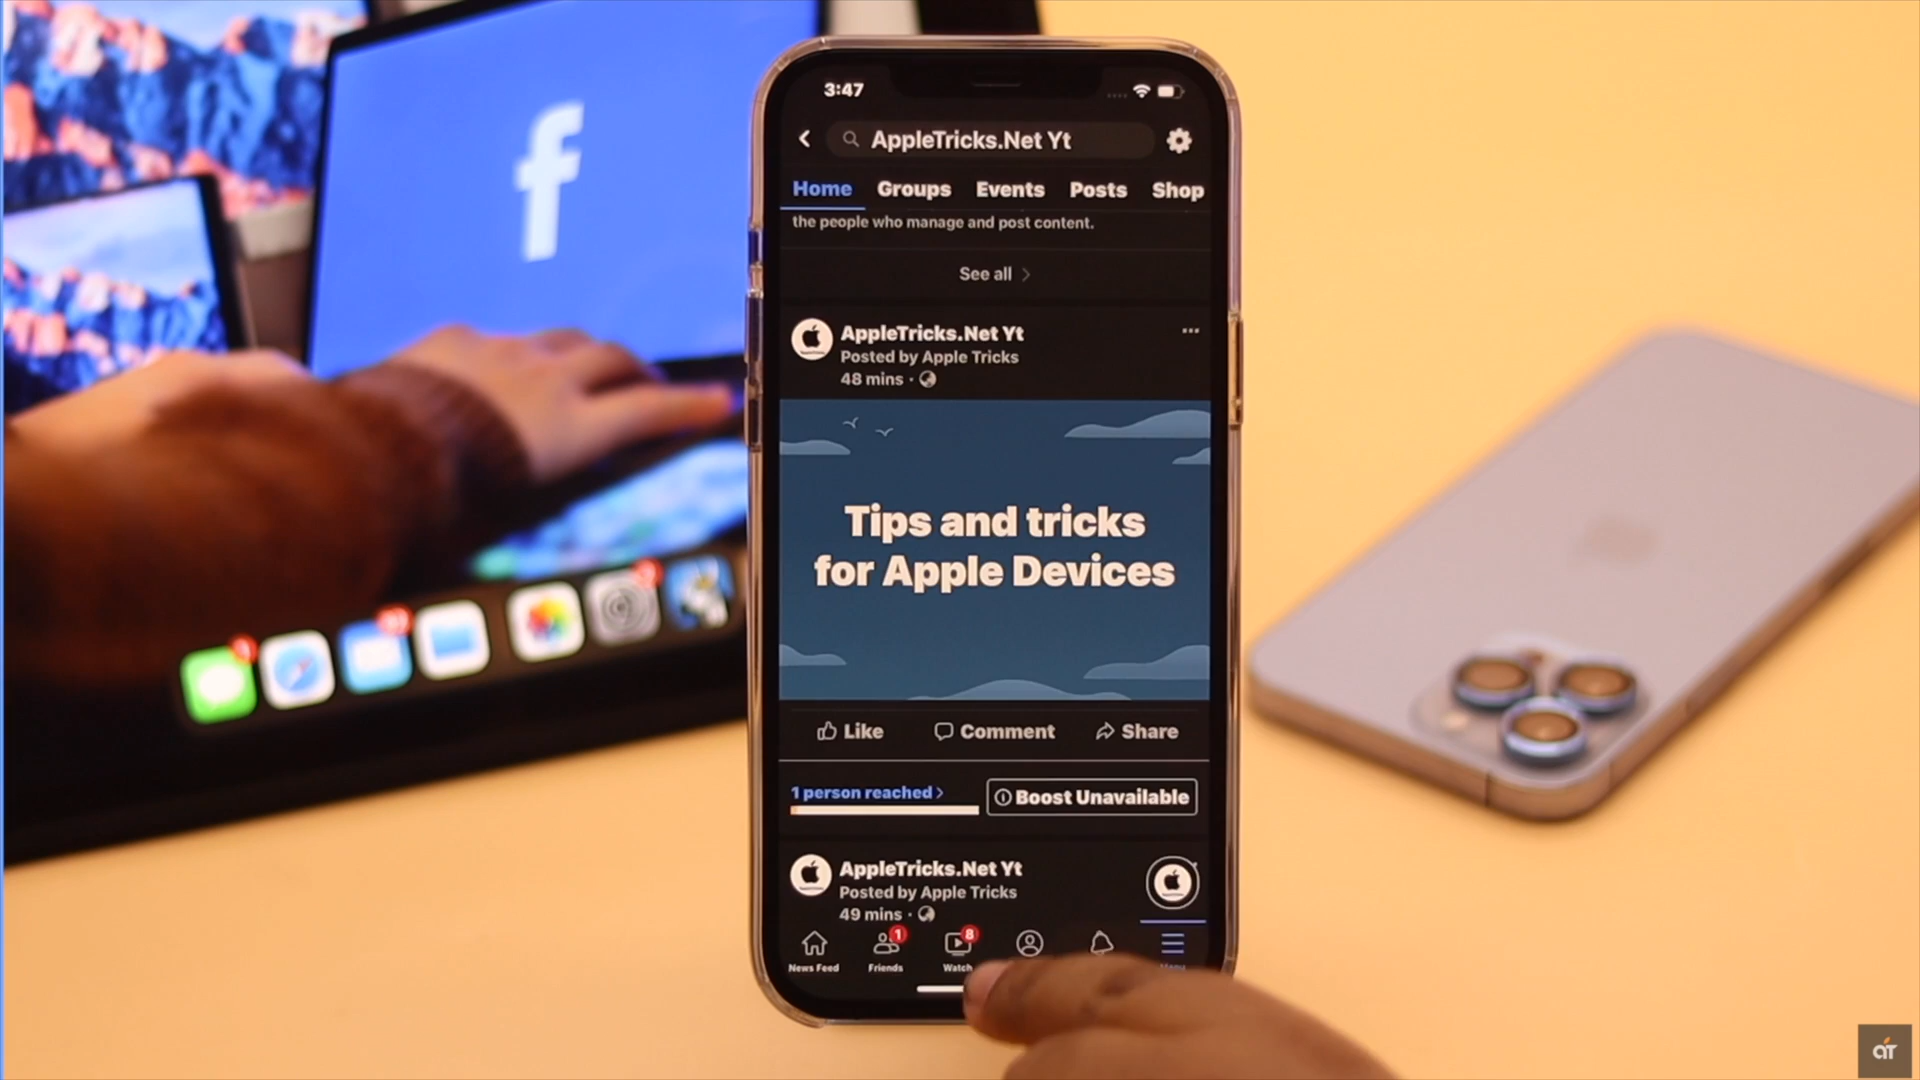 3:47
AppleTricks.Net Yt
Home Groups Events Posts Shop
the people who manage and post content.
See all
AppleTricks.Net Yt
Posted by Apple Tricks
48 mins ·
Tips and tricks
for Apple Devices
Like Comment Share
1 person reached
Boost Unavailable
AppleTricks.Net Yt
Posted by Apple Tricks
49 mins ·
1 8
News Feed Friends Watch
aT